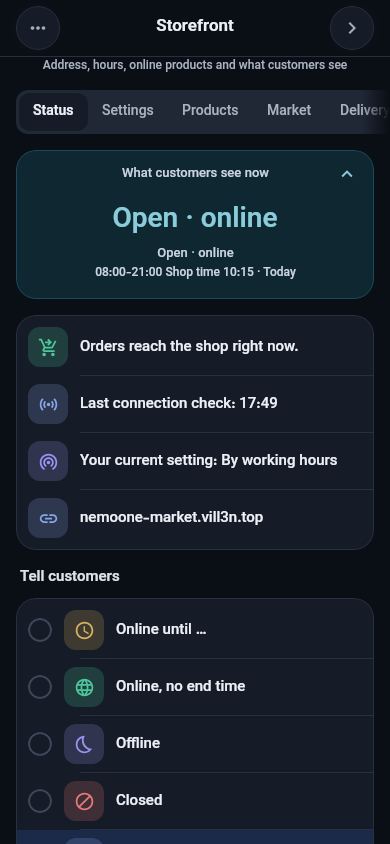 Storefront
Address, hours, online products and what customers see
Status Settings Products Market Delivery
What customers see now
Open · online
Open · online
08:00–21:00 Shop time 10:15 · Today
Orders reach the shop right now.
Last connection check: 17:49
Your current setting: By working hours
nemoone-market.vill3n.top
Tell customers
Online until …
Online, no end time
Offline
Closed